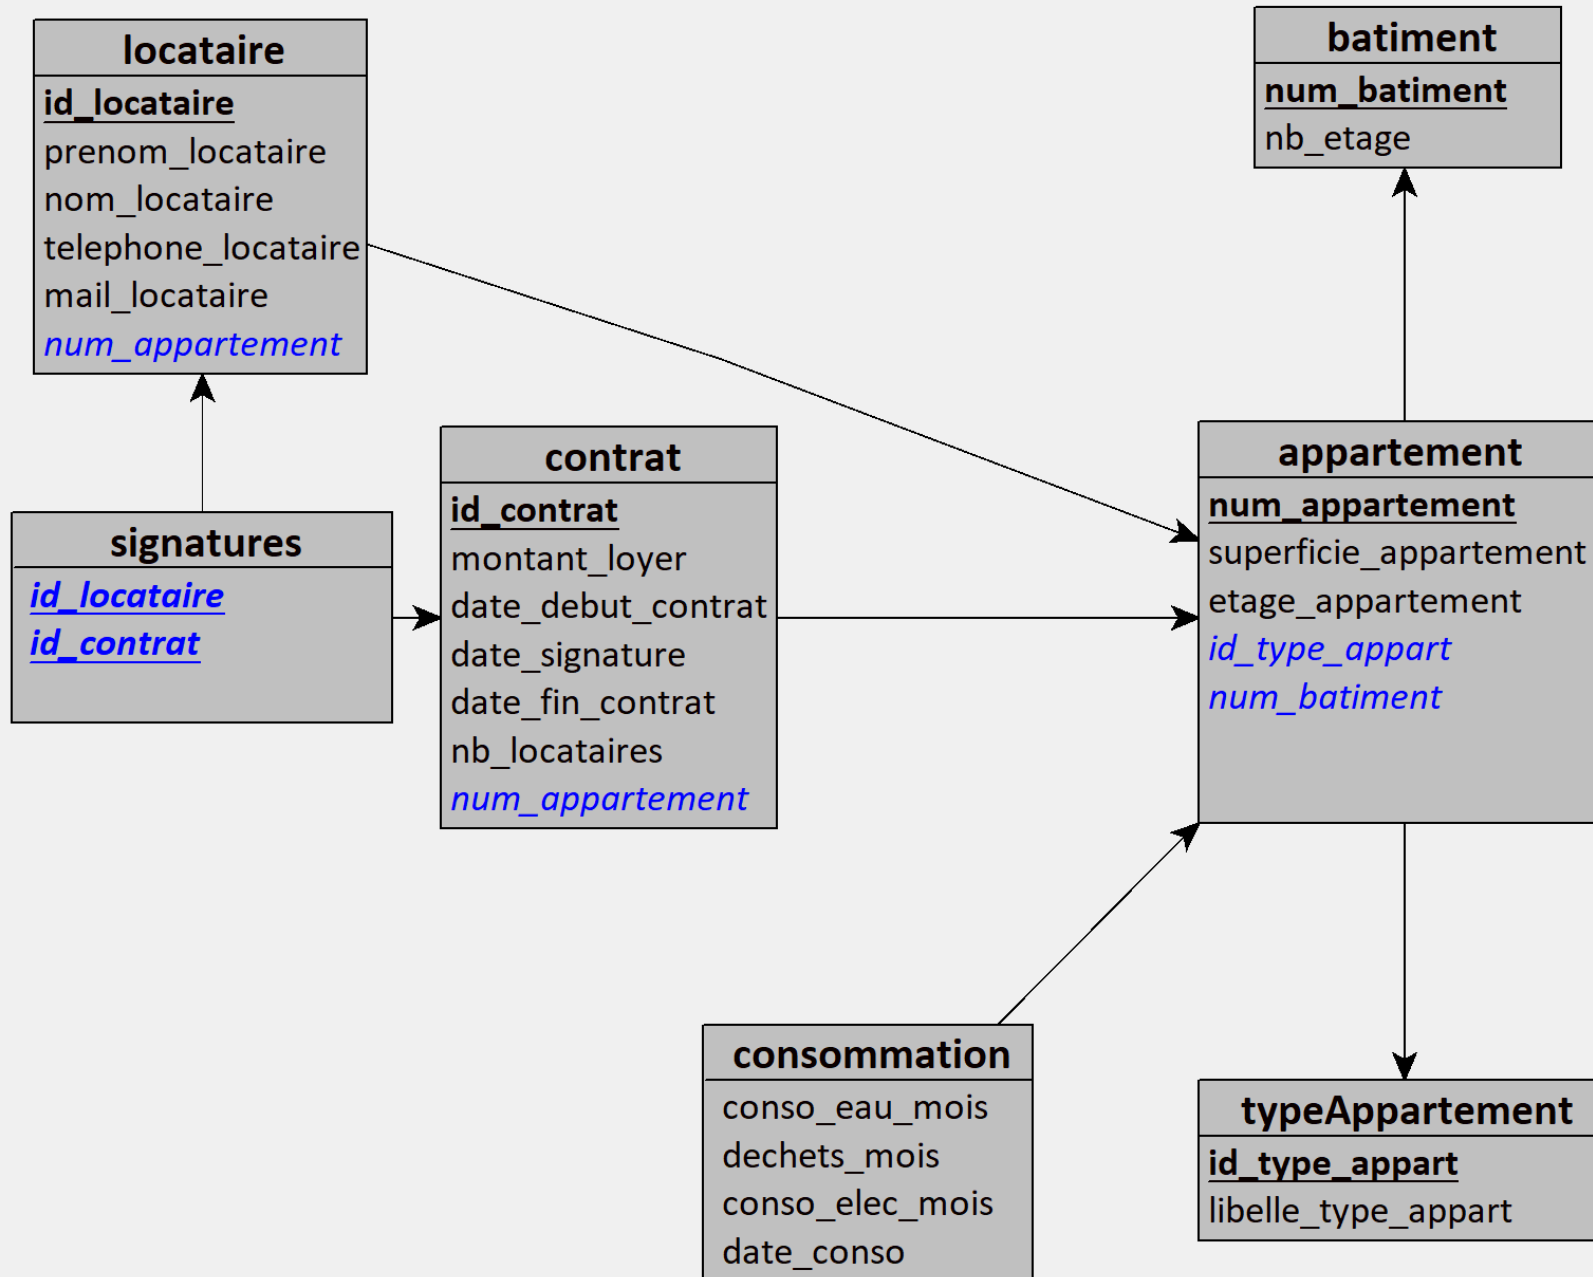 locataire
id_locataire
prenom_locataire
nom_locataire
telephone_locataire
mail_locataire
num_appartement
batiment
num_batiment
nb_etage
signatures
id_locataire
id_contrat
contrat
id_contrat
montant_loyer
date_debut_contrat
date_signature
date_fin_contrat
nb_locataires
num_appartement
appartement
num_appartement
superficie_appartement
etage_appartement
id_type_appart
num_batiment
consommation
conso_eau_mois
dechets_mois
conso_elec_mois
date_conso
typeAppartement
id_type_appart
libelle_type_appart